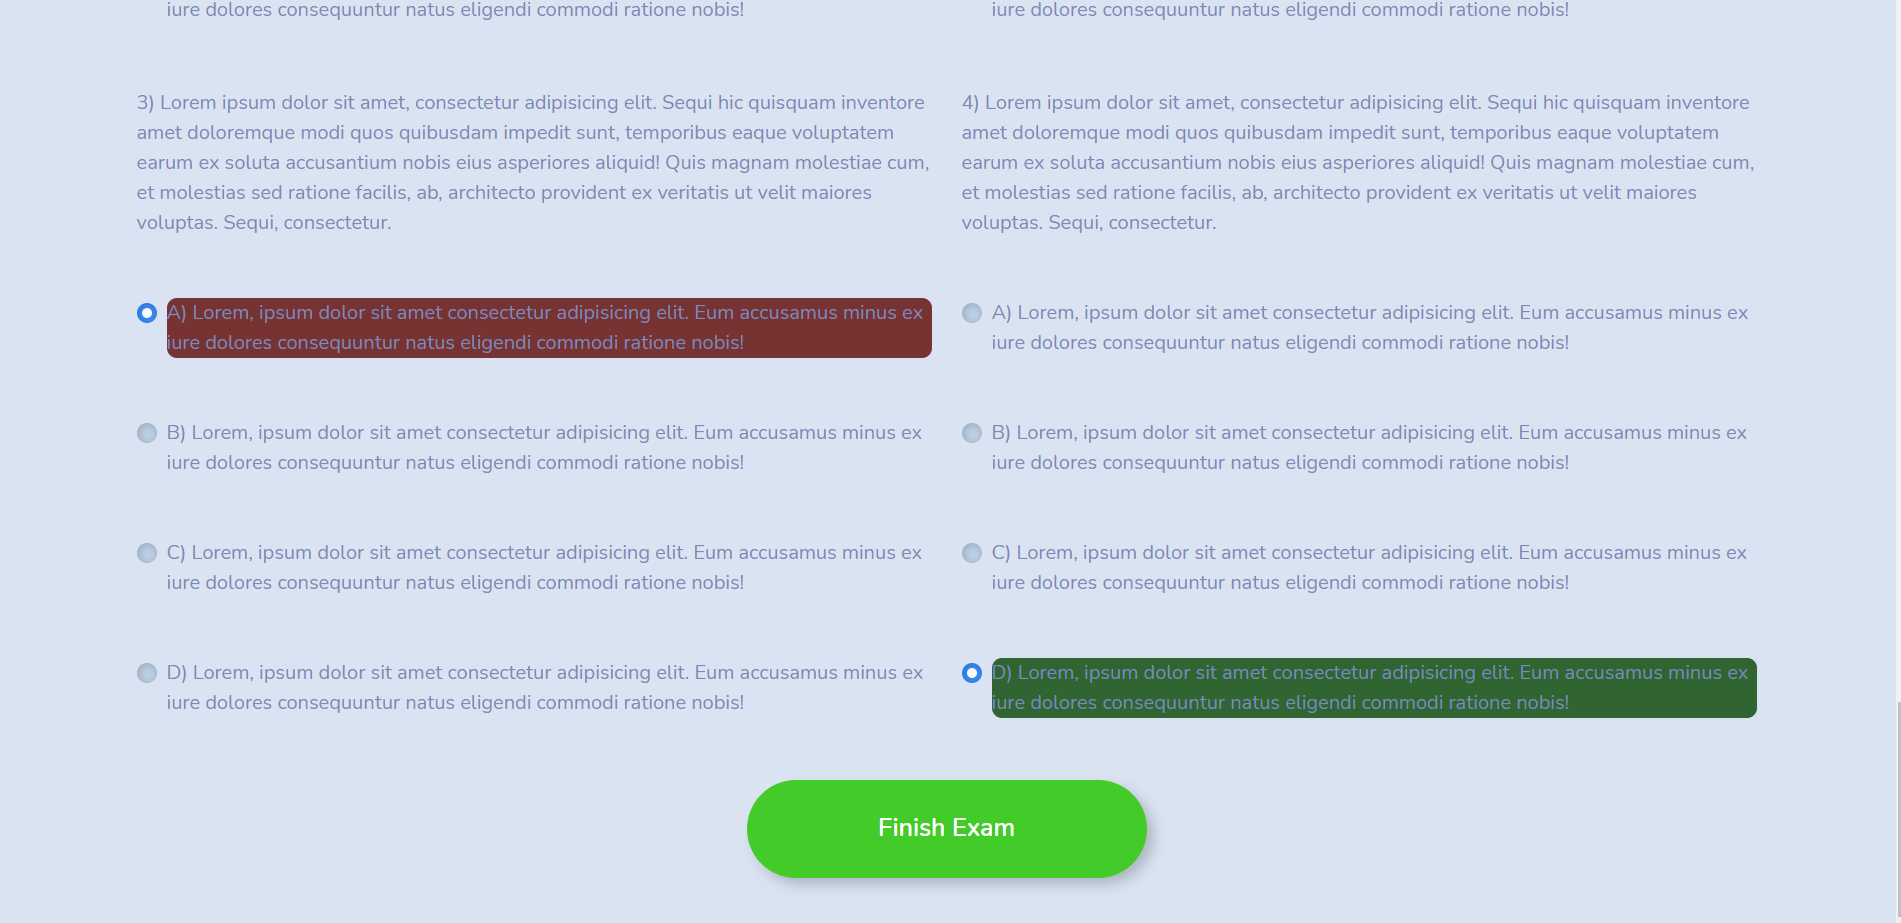 iure dolores consequuntur natus eligendi commodi ratione nobis!
3) Lorem ipsum dolor sit amet, consectetur adipisicing elit. Sequi hic quisquam inventore
amet doloremque modi quos quibusdam impedit sunt, temporibus eaque voluptatem
earum ex soluta accusantium nobis eius asperiores aliquid! Quis magnam molestiae cum,
et molestias sed ratione facilis, ab, architecto provident ex veritatis ut velit maiores
voluptas. Sequi, consectetur.
A) Lorem, ipsum dolor sit amet consectetur adipisicing elit. Eum accusamus minus ex
iure dolores consequuntur natus eligendi commodi ratione nobis!
B) Lorem, ipsum dolor sit amet consectetur adipisicing elit. Eum accusamus minus ex
iure dolores consequuntur natus eligendi commodi ratione nobis!
C) Lorem, ipsum dolor sit amet consectetur adipisicing elit. Eum accusamus minus ex
iure dolores consequuntur natus eligendi commodi ratione nobis!
D) Lorem, ipsum dolor sit amet consectetur adipisicing elit. Eum accusamus minus ex
iure dolores consequuntur natus eligendi commodi ratione nobis!
iure dolores consequuntur natus eligendi commodi ratione nobis!
4) Lorem ipsum dolor sit amet, consectetur adipisicing elit. Sequi hic quisquam inventore
amet doloremque modi quos quibusdam impedit sunt, temporibus eaque voluptatem
earum ex soluta accusantium nobis eius asperiores aliquid! Quis magnam molestiae cum,
et molestias sed ratione facilis, ab, architecto provident ex veritatis ut velit maiores
voluptas. Sequi, consectetur.
A) Lorem, ipsum dolor sit amet consectetur adipisicing elit. Eum accusamus minus ex
iure dolores consequuntur natus eligendi commodi ratione nobis!
B) Lorem, ipsum dolor sit amet consectetur adipisicing elit. Eum accusamus minus ex
iure dolores consequuntur natus eligendi commodi ratione nobis!
C) Lorem, ipsum dolor sit amet consectetur adipisicing elit. Eum accusamus minus ex
iure dolores consequuntur natus eligendi commodi ratione nobis!
D) Lorem, ipsum dolor sit amet consectetur adipisicing elit. Eum accusamus minus ex
iure dolores consequuntur natus eligendi commodi ratione nobis!
Finish Exam